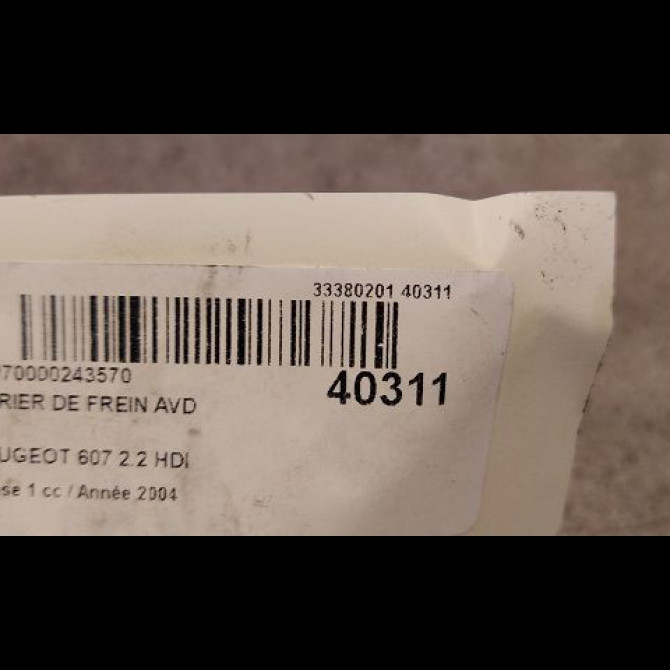 33380201 40311
70000243570
40311
RIER DE FREIN AVD
UGEOT 607 2.2 HDI
se 1 cc / Année 2004